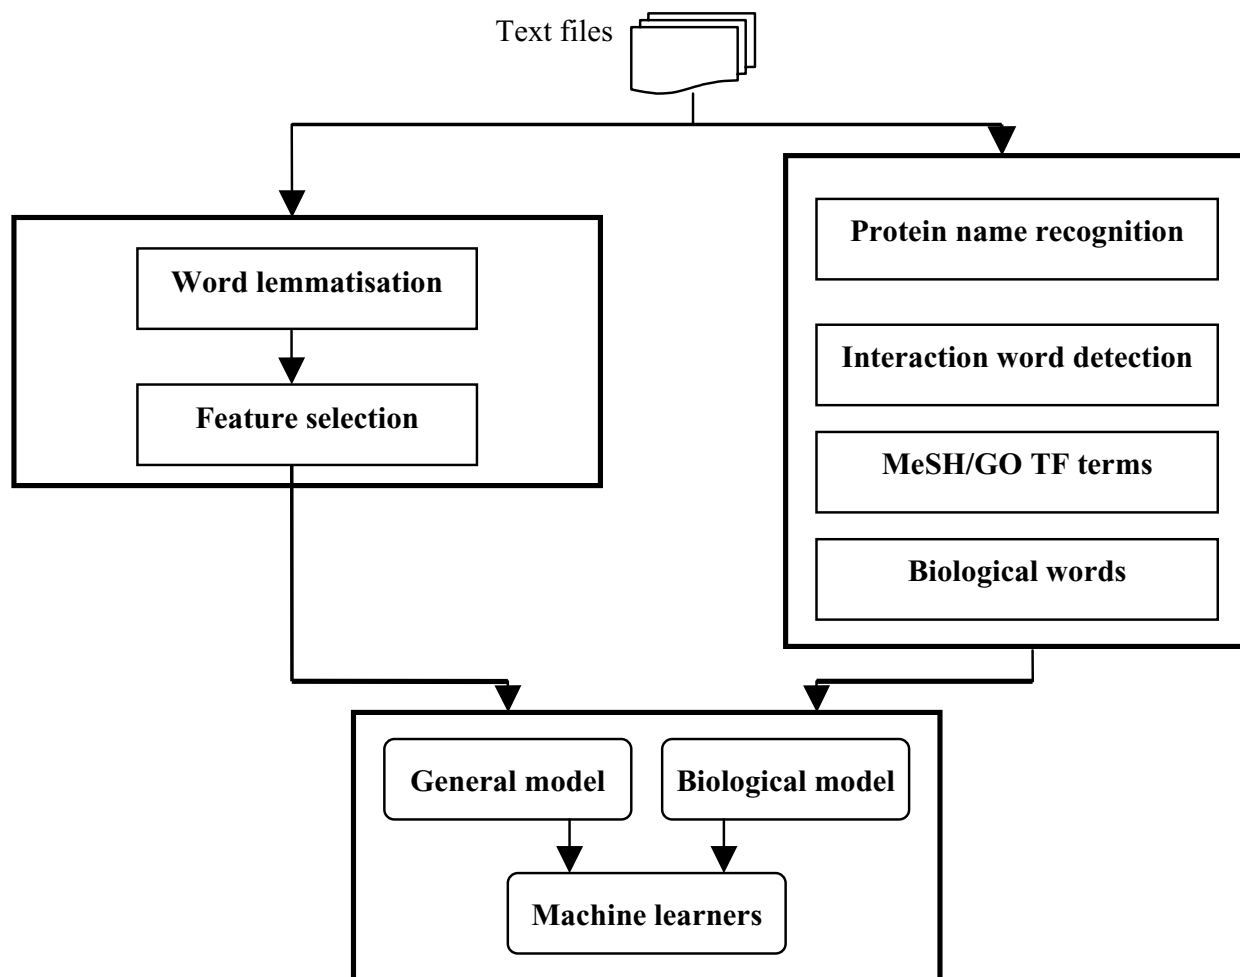 Text files
Word lemmatisation
Feature selection
Protein name recognition
Interaction word detection
MeSH/GO TF terms
Biological words
General model
Biological model
Machine learners